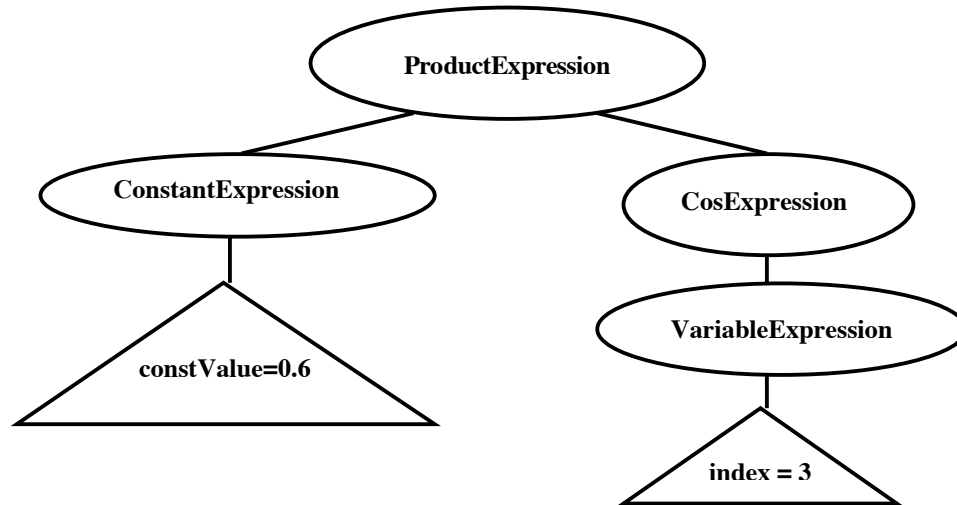 ProductExpression
ConstantExpression
CosExpression
VariableExpression
constValue=0.6
index = 3